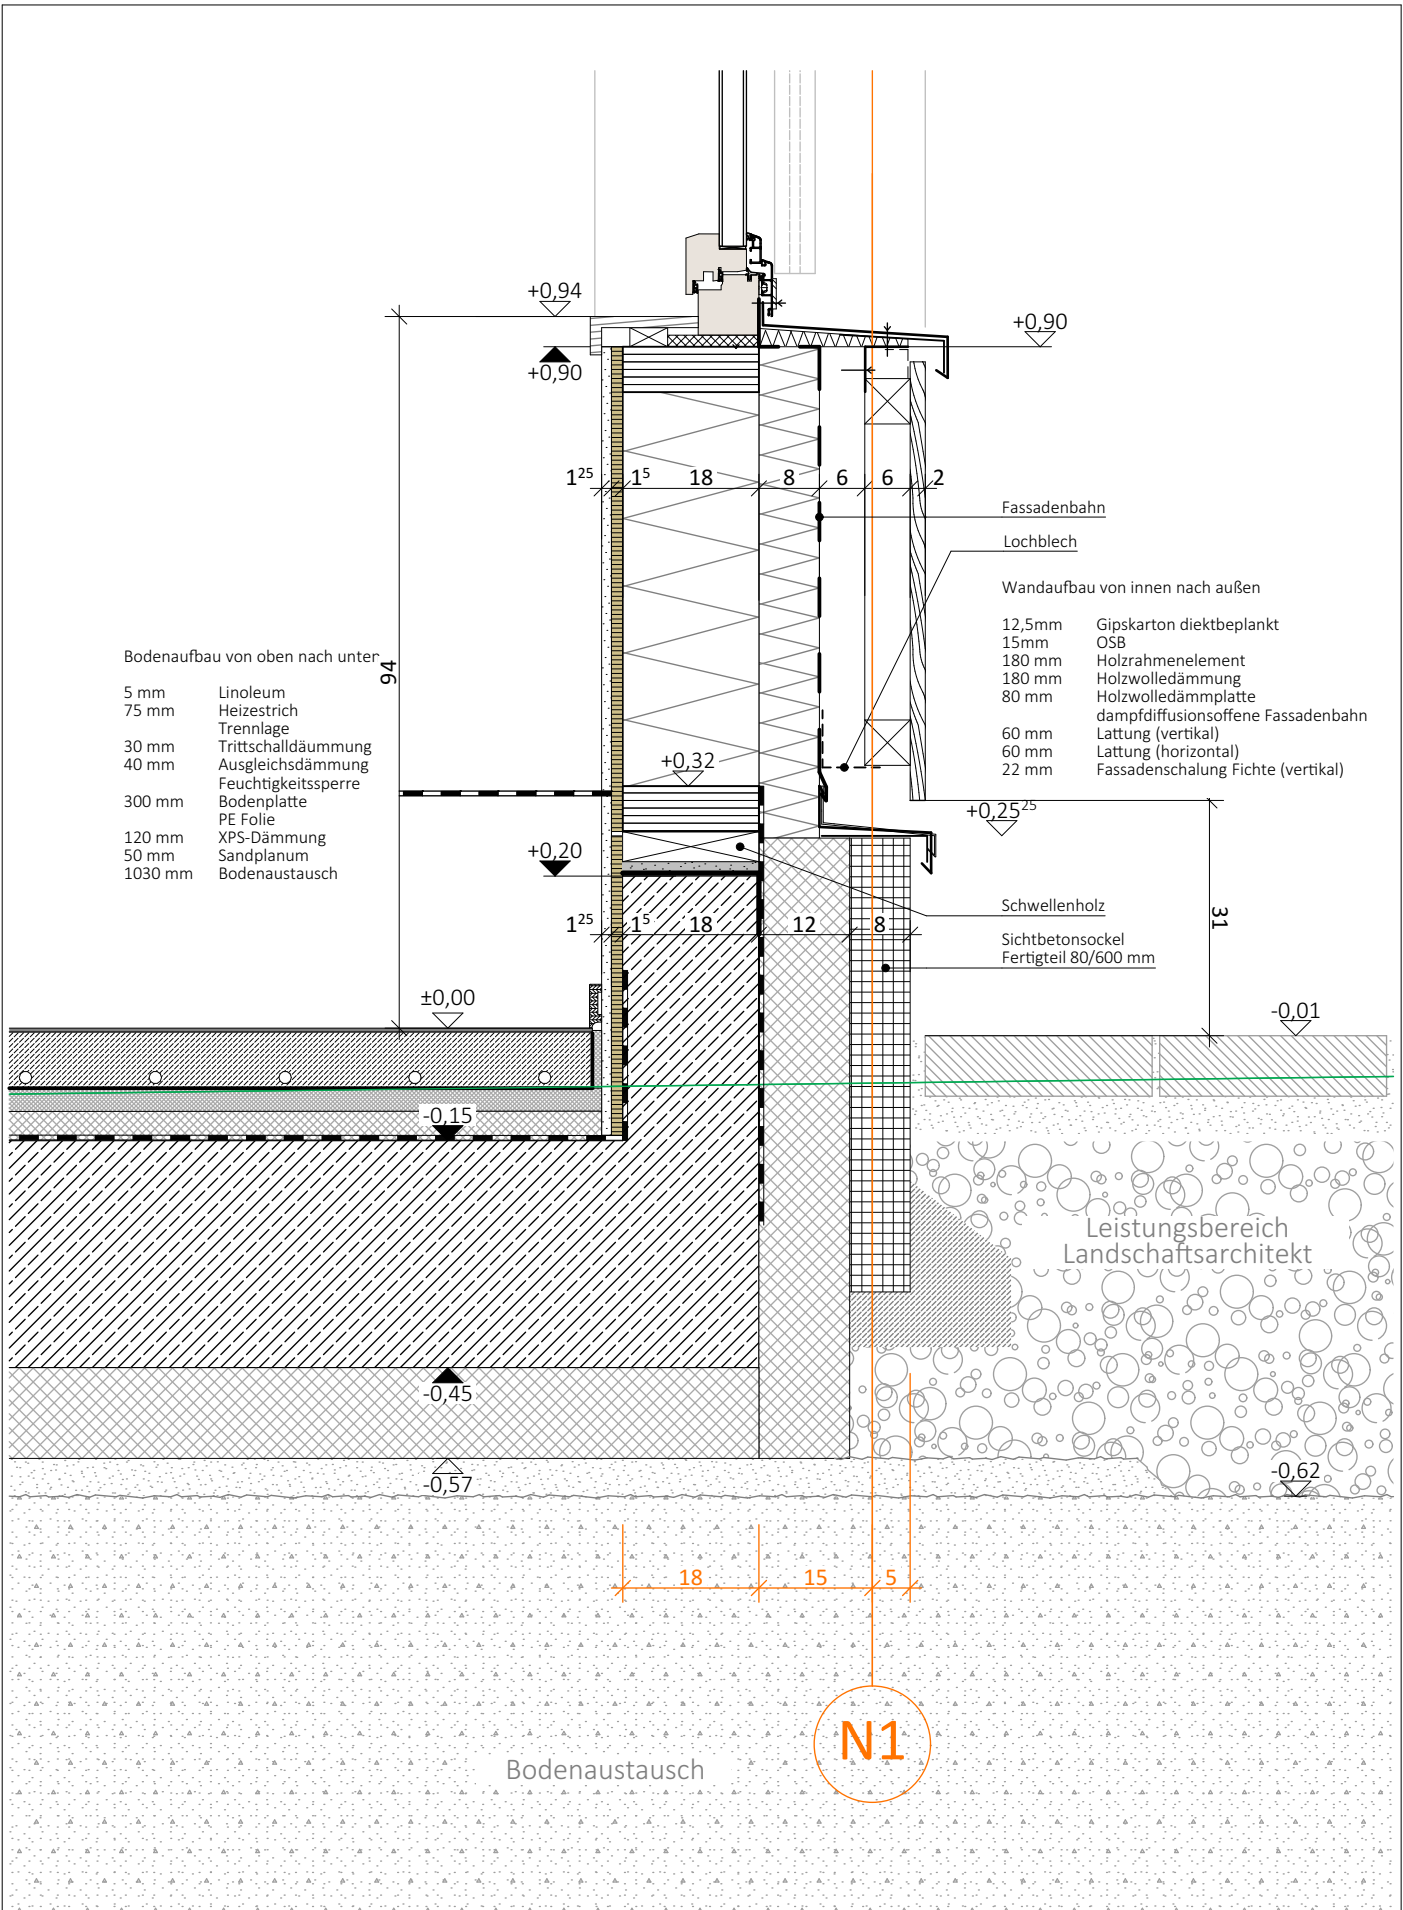 +0,94
+0,90
+0,90
1²⁵ 1⁵ 18 8 6 6 2
Fassadenbahn
Lochblech
Wandaufbau von innen nach außen
12,5mm Gipskarton diektbeplankt
15mm OSB
180 mm Holzrahmenelement
180 mm Holzwolledämmung
80 mm Holzwolledämmplatte
dampfdiffusionsoffene Fassadenbahn
60 mm Lattung (vertikal)
60 mm Lattung (horizontal)
22 mm Fassadenschalung Fichte (vertikal)
Bodenaufbau von oben nach unten
5 mm Linoleum
75 mm Heizestrich
Trennlage
30 mm Trittschalldäummung
40 mm Ausgleichsdämmung
Feuchtigkeitssperre
300 mm Bodenplatte
PE Folie
120 mm XPS-Dämmung
50 mm Sandplanum
1030 mm Bodenaustausch
94
+0,32
+0,25²⁵
+0,20
Schwellenholz
1²⁵ 1⁵ 18 12 8
31
Sichtbetonsockel
Fertigteil 80/600 mm
±0,00
-0,01
-0,15
Leistungsbereich
Landschaftsarchitekt
-0,45
-0,57
-0,62
18 15 5
N1
Bodenaustausch